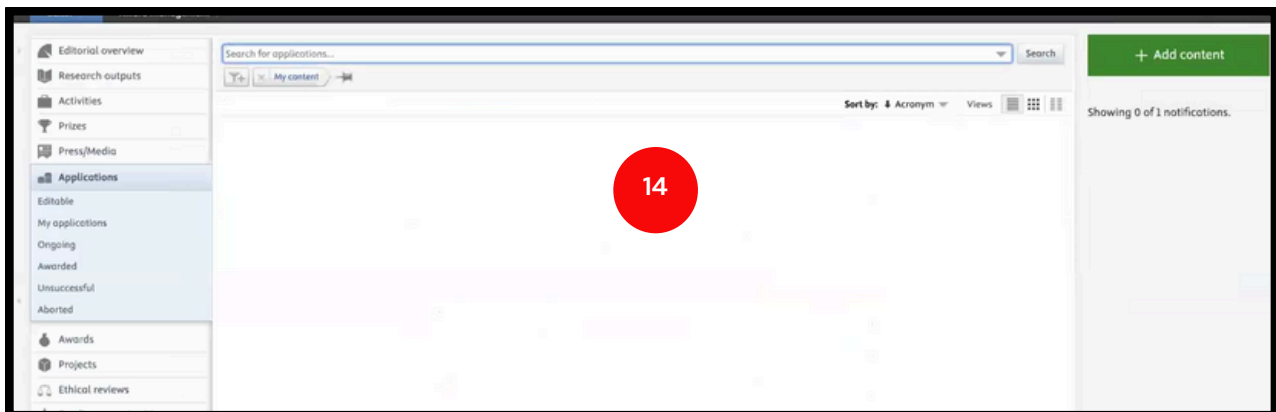 Editorial overview
Research outputs
Activities
Prizes
Press/Media
Applications
Editable
My applications
Ongoing
Awarded
Unsuccessful
Aborted
Awards
Projects
Ethical reviews
Search for applications...
Search
My content
Sort by: Acronym
Views
14
+ Add content
Showing 0 of 1 notifications.